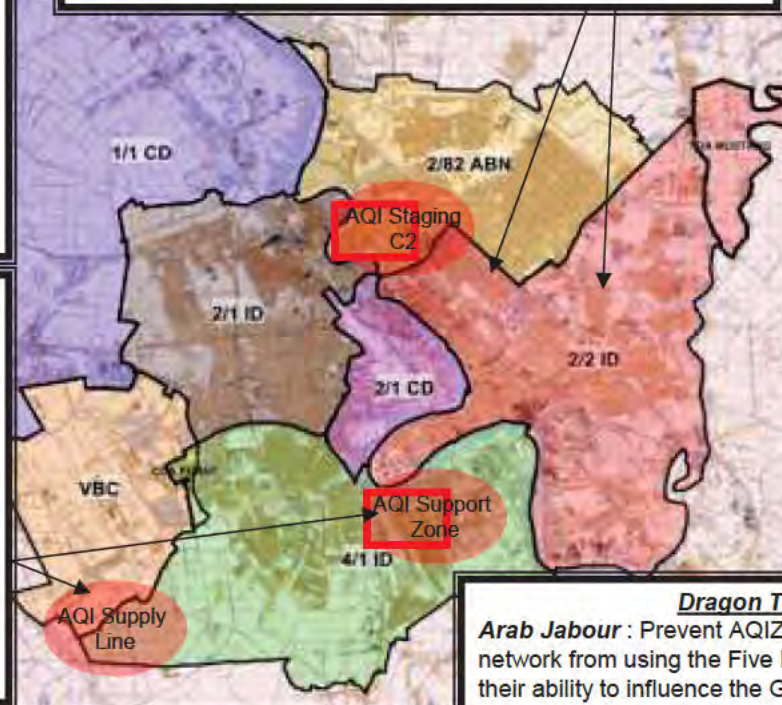 1/1 CD
2/82 ABN
AQI Staging
C2
2/1 ID
2/1 CD
2/2 ID
VBC
AQI Support
Zone
4/1 ID
AQI Supply
Line
Dragon T
Arab Jabour : Prevent AQIZ
network from using the Five
their ability to influence the G